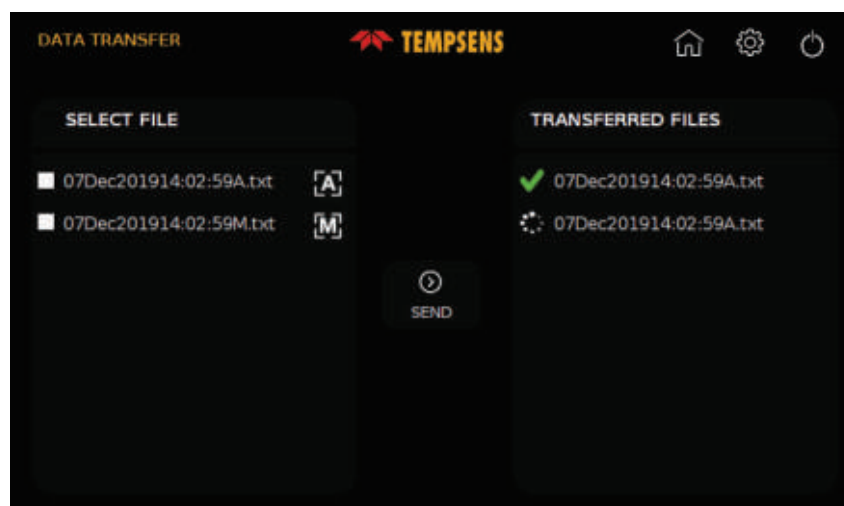 DATA TRANSFER
TEMPSENS
SELECT FILE
07Dec201914:02:59A.txt
A
07Dec201914:02:59M.txt
M
SEND
TRANSFERRED FILES
07Dec201914:02:59A.txt
07Dec201914:02:59A.txt